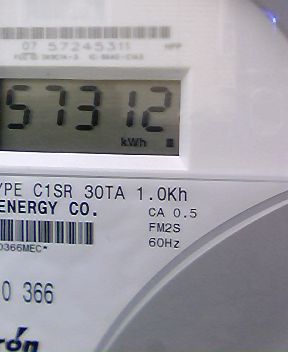 07 57245311
57312
kWh
YPE C1SR 30TA 1.0Kh
ENERGY CO.
CA 0.5
FM2S
60Hz
0366MEC*
0 366
rón